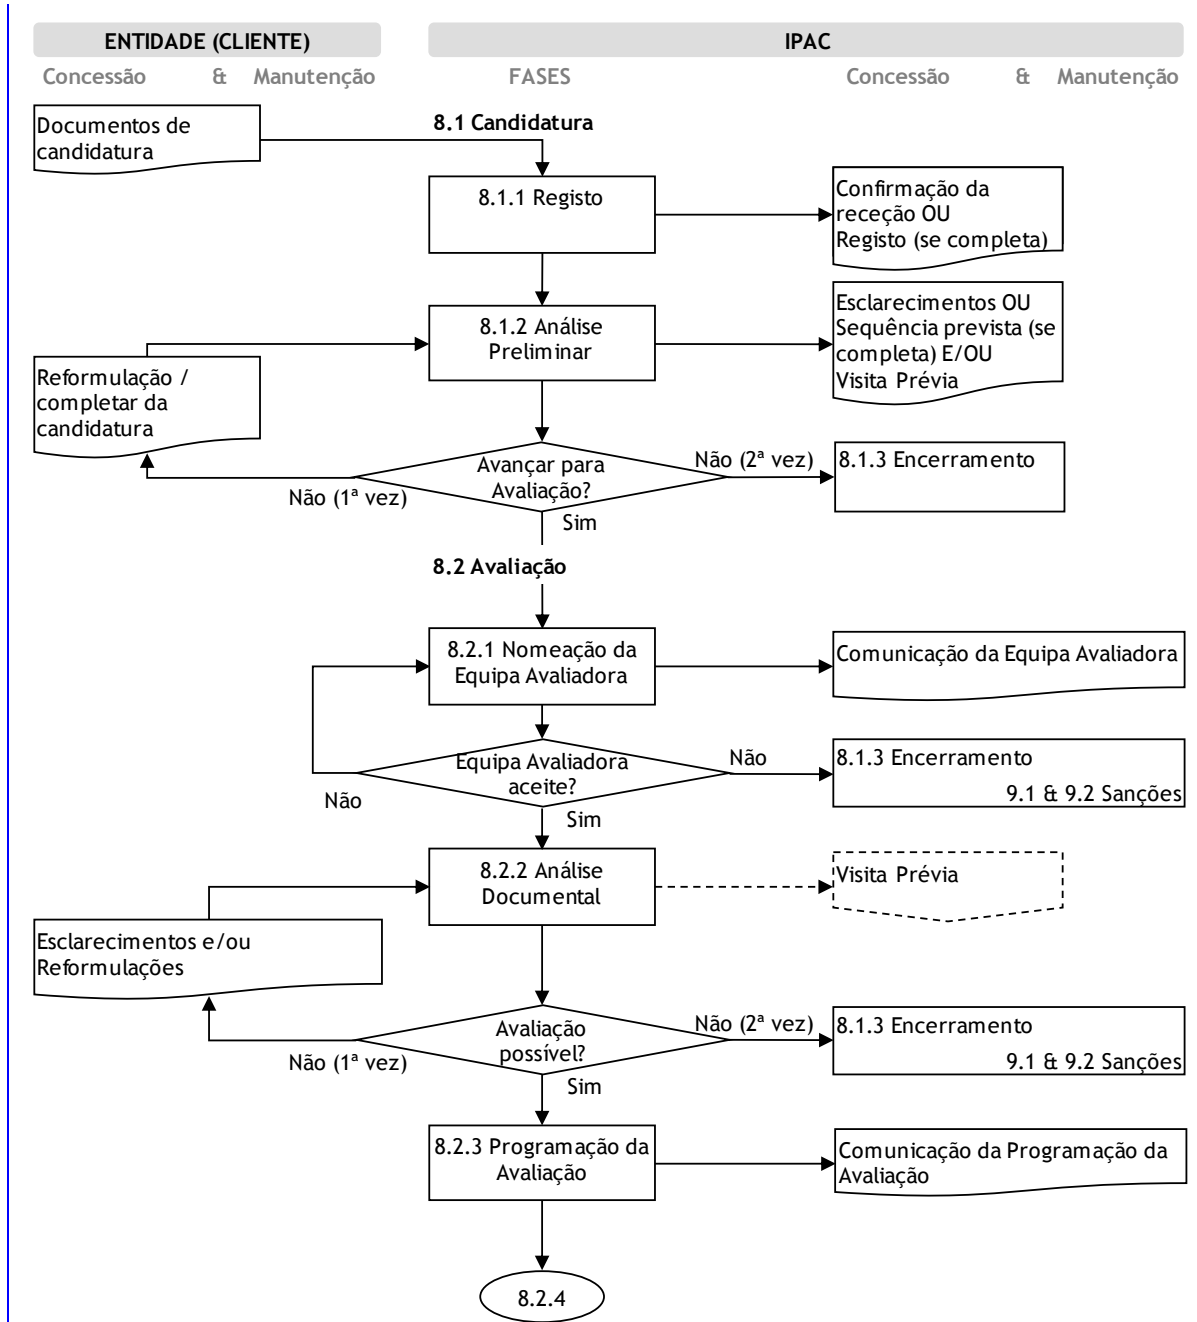 ENTIDADE (CLIENTE)
IPAC
Concessão & Manutenção
FASES
Concessão & Manutenção
Documentos de
candidatura
8.1 Candidatura
8.1.1 Registo
Confirmação da
receção OU
Registo (se completa)
8.1.2 Análise
Preliminar
Esclarecimentos OU
Sequência prevista (se
completa) E/OU
Visita Prévia
Reformulação /
completar da
candidatura
Avançar para
Avaliação?
Não (1ª vez)
Não (2ª vez)
8.1.3 Encerramento
Sim
8.2 Avaliação
8.2.1 Nomeação da
Equipa Avaliadora
Comunicação da Equipa Avaliadora
Equipa Avaliadora
aceite?
Não
Não
8.1.3 Encerramento
9.1 & 9.2 Sanções
Sim
8.2.2 Análise
Documental
Visita Prévia
Esclarecimentos e/ou
Reformulações
Avaliação
possível?
Não (1ª vez)
Não (2ª vez)
8.1.3 Encerramento
9.1 & 9.2 Sanções
Sim
8.2.3 Programação da
Avaliação
Comunicação da Programação da
Avaliação
8.2.4